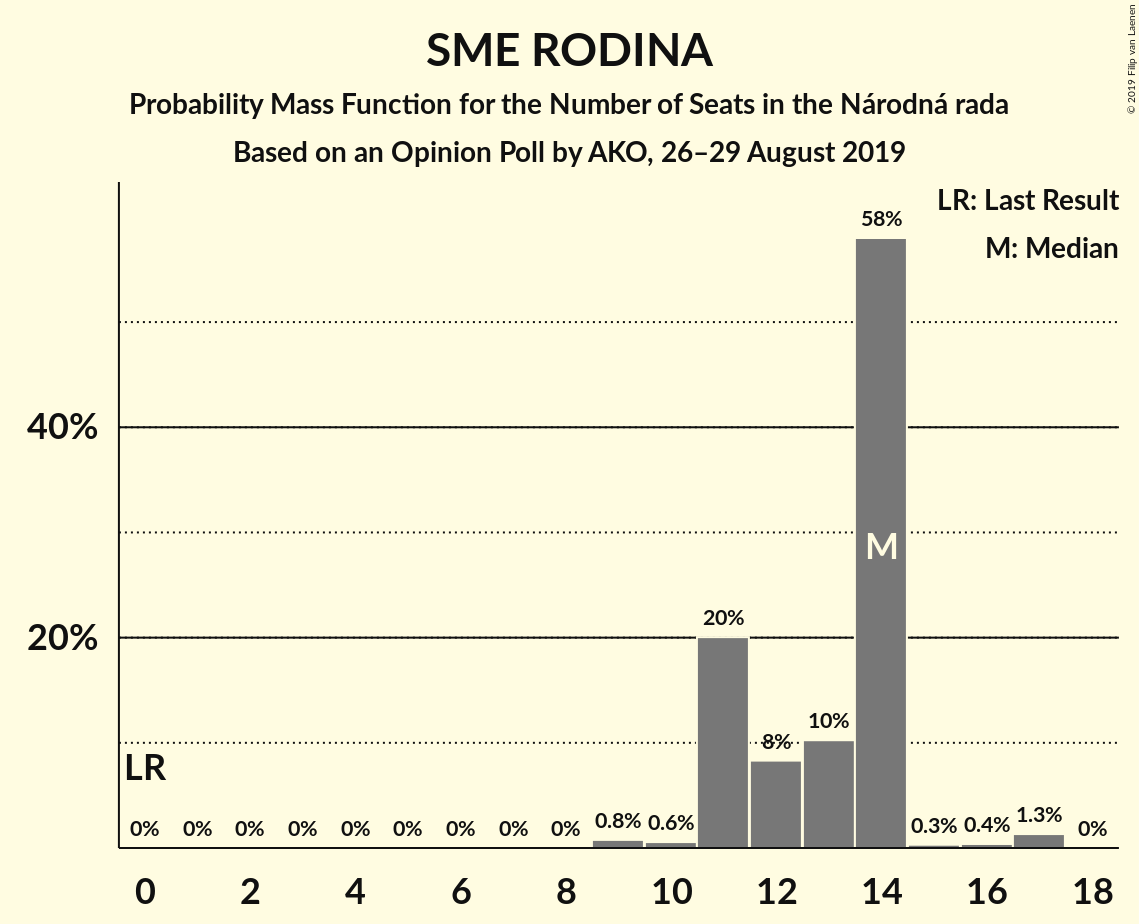 SME RODINA
Probability Mass Function for the Number of Seats in the Národná rada
Based on an Opinion Poll by AKO, 26–29 August 2019
© 2019 Filip van Laenen
LR: Last Result
M: Median
58%
40%
M
20%
20%
10%
8%
LR
0% 0% 0% 0% 0% 0% 0% 0% 0% 0.8% 0.6% 0.3% 0.4% 1.3% 0%
0 2 4 6 8 10 12 14 16 18